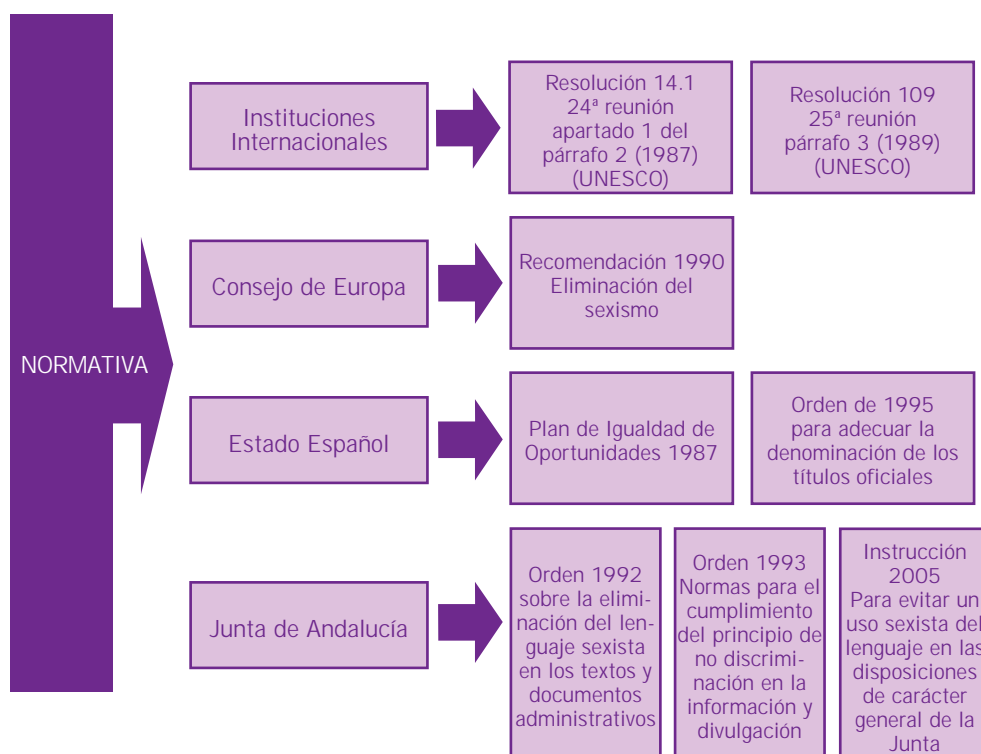 NORMATIVA
Instituciones
Internacionales
Resolución 14.1
24ª reunión
apartado 1 del
párrafo 2 (1987)
(UNESCO)
Resolución 109
25ª reunión
párrafo 3 (1989)
(UNESCO)
Consejo de Europa
Recomendación 1990
Eliminación del
sexismo
Estado Español
Plan de Igualdad de
Oportunidades 1987
Orden de 1995
para adecuar la
denominación de los
títulos oficiales
Junta de Andalucía
Orden 1992
sobre la elimi-
nación del len-
guaje sexista
en los textos y
documentos
administrativos
Orden 1993
Normas para el
cumplimiento
del principio de
no discrimi-
nación en la
información y
divulgación
Instrucción
2005
Para evitar un
uso sexista del
lenguaje en las
disposiciones
de carácter
general de la
Junta